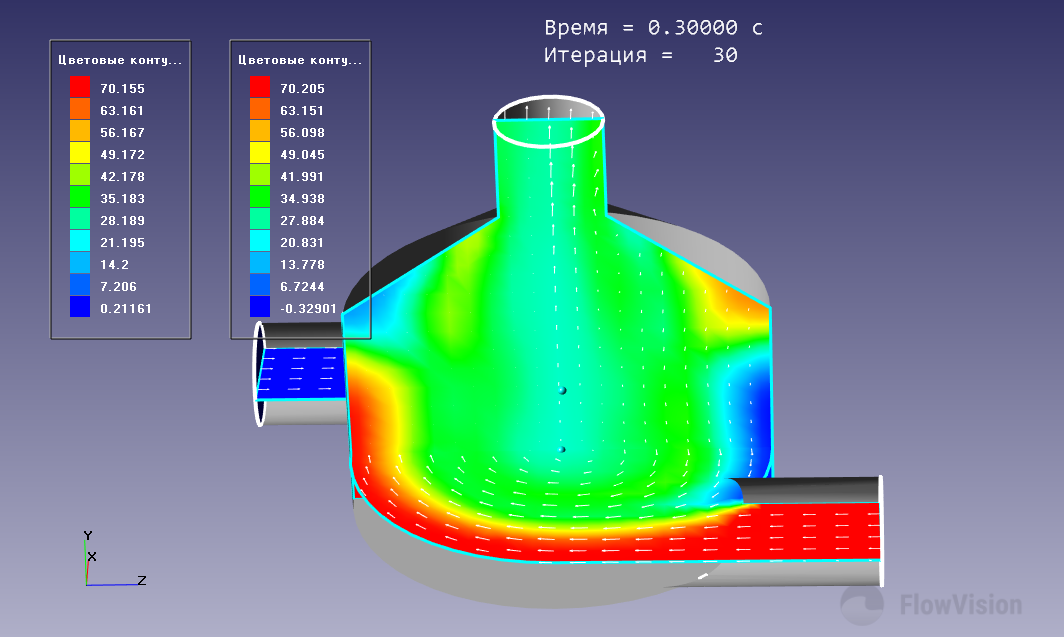 Время = 0.30000 с
Итерация = 30
Цветовые конту...
70.155
63.161
56.167
49.172
42.178
35.183
28.189
21.195
14.2
7.206
0.21161
Цветовые конту...
70.205
63.151
56.098
49.045
41.991
34.938
27.884
20.831
13.778
6.7244
-0.32901
Y
X
Z
FlowVision